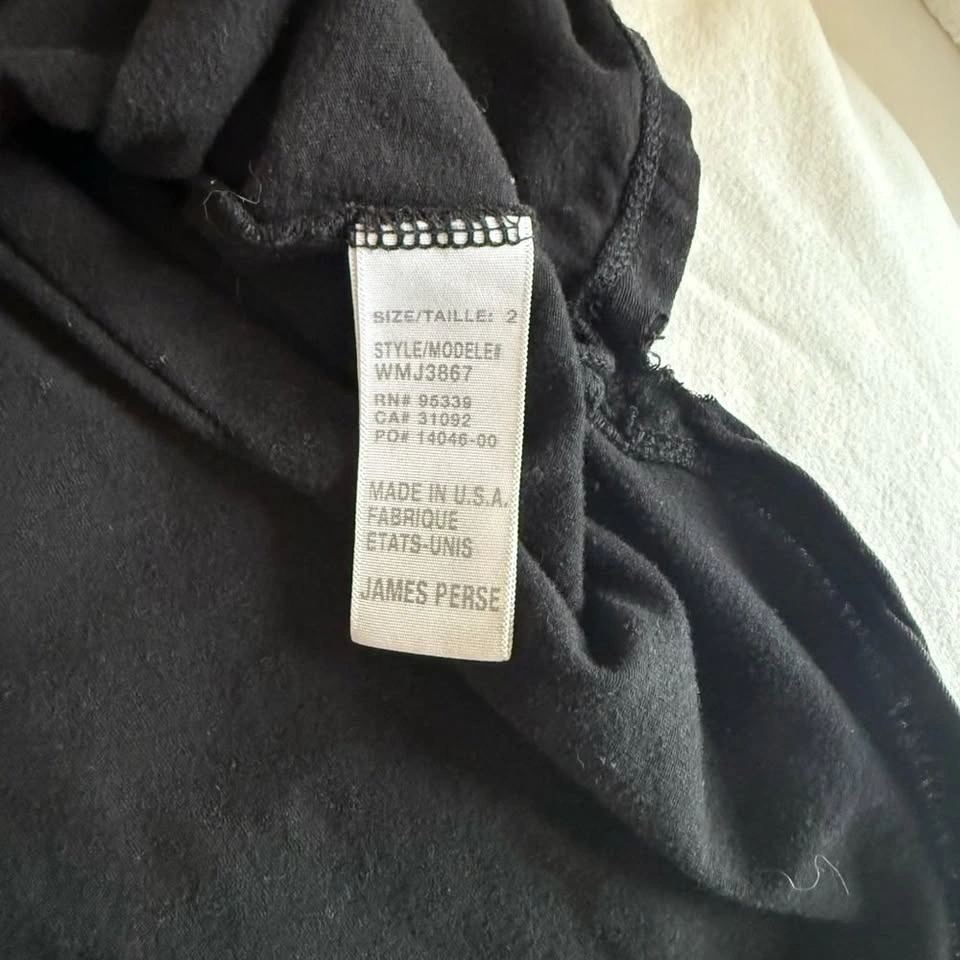 SIZE/TAILLE: 2
STYLE/MODELE#
WMJ3867
RN# 95339
CA# 31092
PO# 14046-00
MADE IN U.S.A.
FABRIQUE
ETATS-UNIS
JAMES PERSE